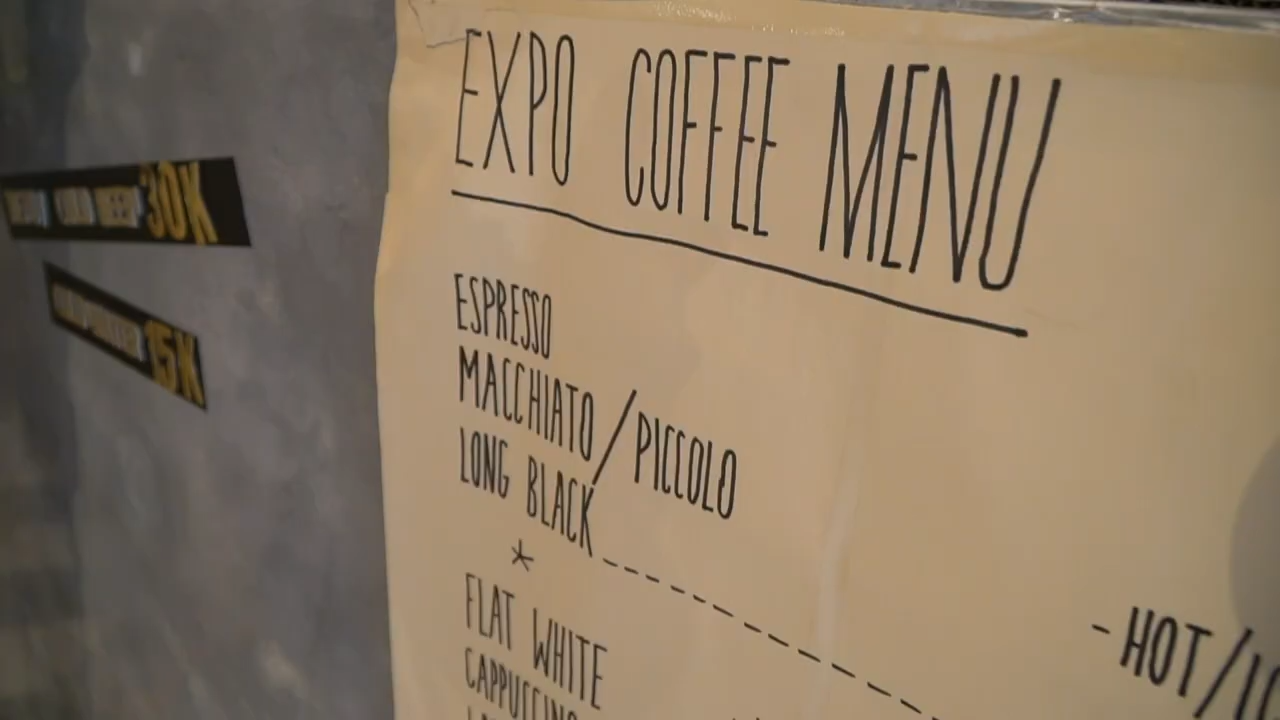 EXPO COFFEE MENU
ESPRESSO
MACCHIATO/PICCOLO
LONG BLACK
*
FLAT WHITE
CAPPUCCINO
- HOT/
30K
15K